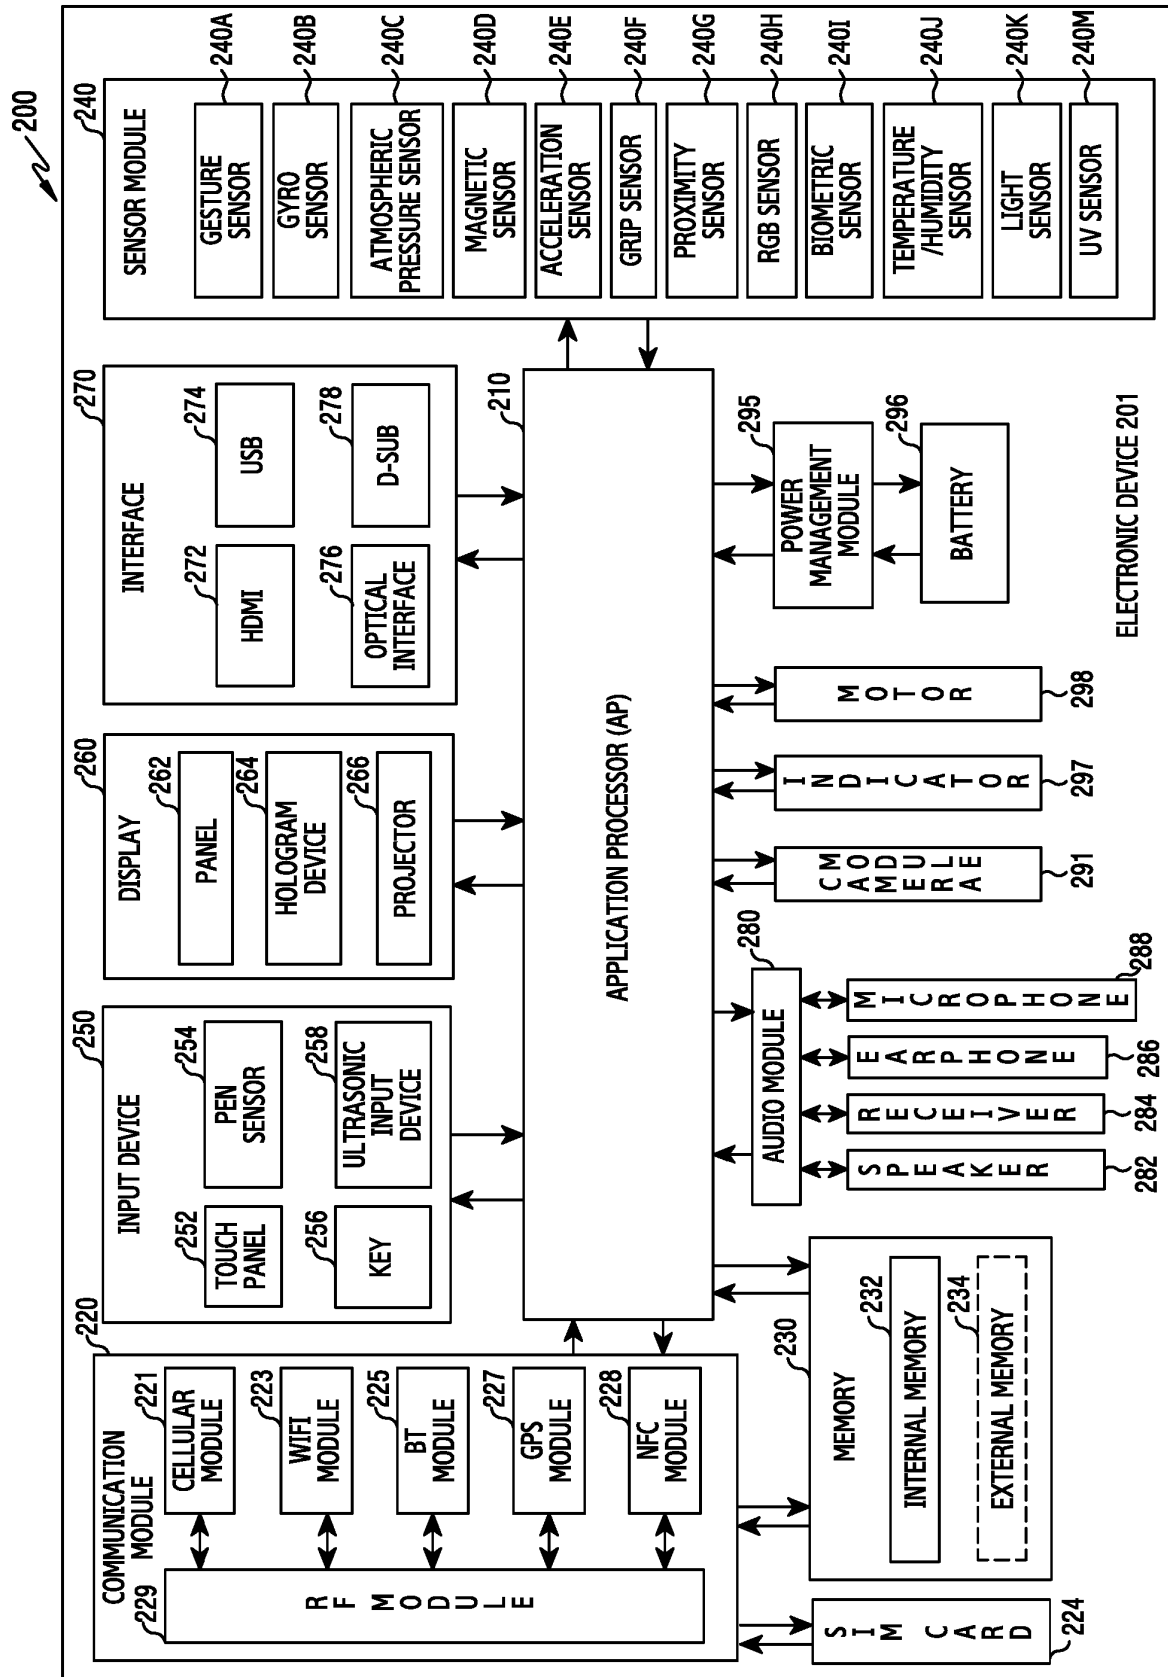 200
COMMUNICATION
MODULE
220
229
RF MODULE
221
CELLULAR
MODULE
223
WIFI
MODULE
225
BT
MODULE
227
GPS
MODULE
228
NFC
MODULE
SIM CARD
224
INPUT DEVICE
250
252
TOUCH
PANEL
254
PEN
SENSOR
256
KEY
258
ULTRASONIC
INPUT
DEVICE
DISPLAY
260
262
PANEL
264
HOLOGRAM
DEVICE
266
PROJECTOR
INTERFACE
270
272
HDMI
274
USB
276
OPTICAL
INTERFACE
278
D-SUB
SENSOR MODULE
240
GESTURE
SENSOR
240A
GYRO
SENSOR
240B
ATMOSPHERIC
PRESSURE SENSOR
240C
MAGNETIC
SENSOR
240D
ACCELERATION
SENSOR
240E
GRIP SENSOR
240F
PROXIMITY
SENSOR
240G
RGB SENSOR
240H
BIOMETRIC
SENSOR
240I
TEMPERATURE
/HUMIDITY
SENSOR
240J
LIGHT
SENSOR
240K
UV SENSOR
240M
APPLICATION PROCESSOR (AP)
210
MEMORY
230
232
INTERNAL MEMORY
234
EXTERNAL MEMORY
AUDIO MODULE
280
SPEAKER
282
RECEIVER
284
EARPHONE
286
MICROPHONE
288
CAMERA
MODULE
291
INDICATOR
297
MOTOR
298
POWER
MANAGEMENT
MODULE
295
BATTERY
296
ELECTRONIC DEVICE 201